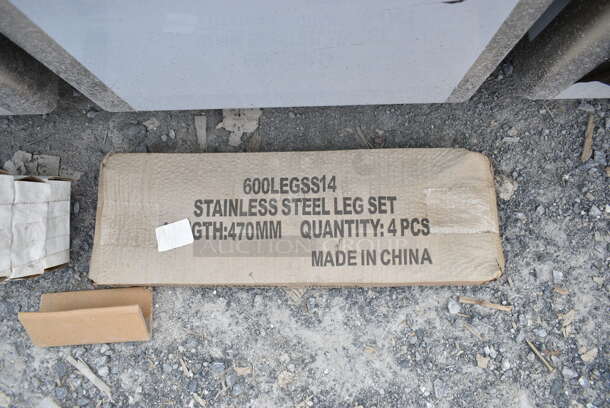 600LEGSS14
STAINLESS STEEL LEG SET
GTH:470MM QUANTITY: 4 PCS
MADE IN CHINA